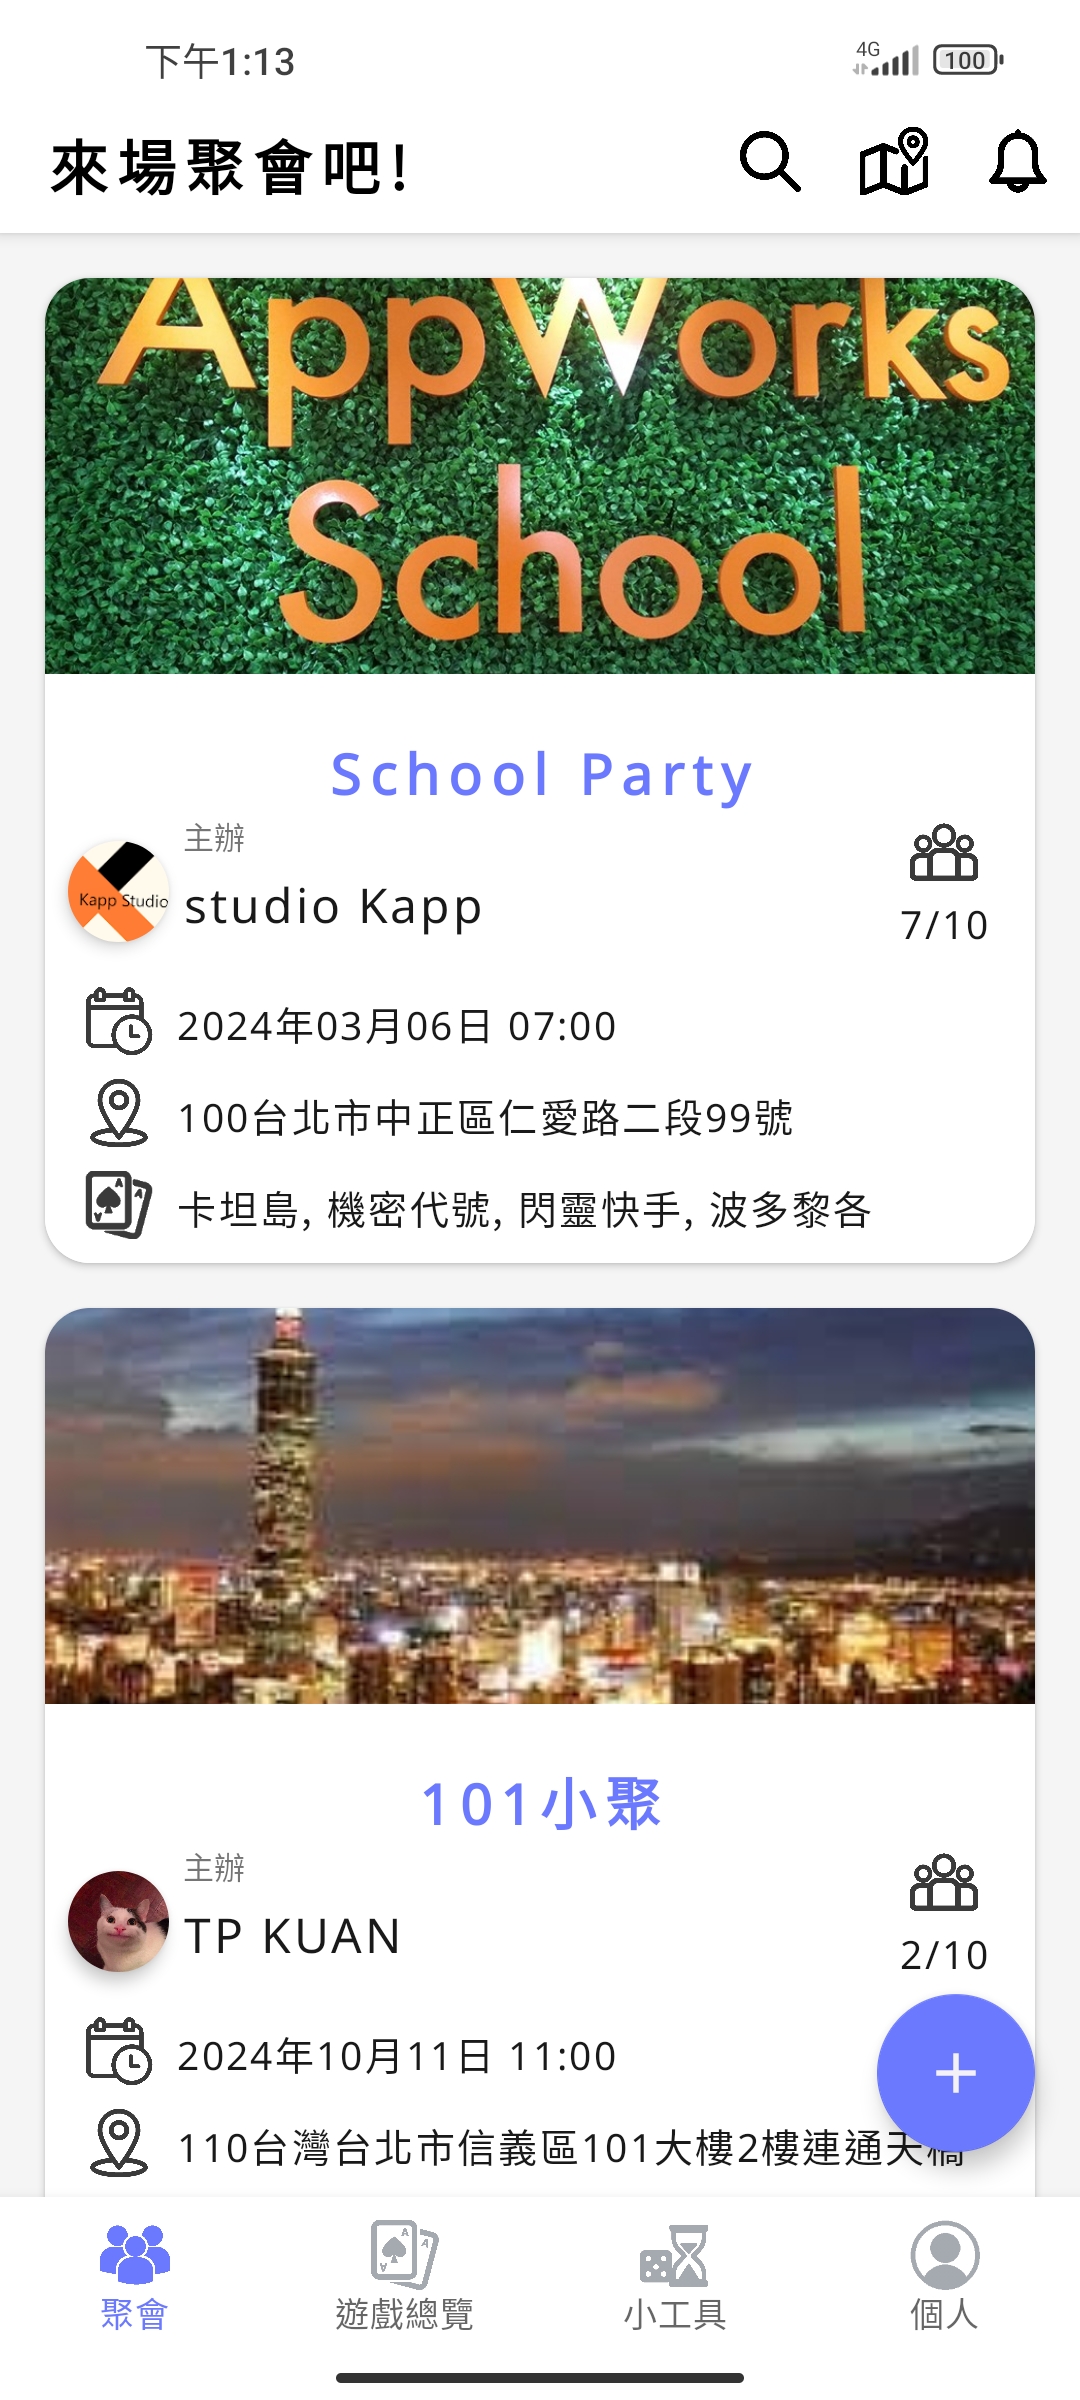 下午1:13
4G
100
來場聚會吧!
AppWorks
School
School Party
主辦
Kapp Studio
studio Kapp
7/10
2024年03月06日 07:00
100台北市中正區仁愛路二段99號
卡坦島, 機密代號, 閃靈快手, 波多黎各
101小聚
主辦
TP KUAN
2/10
2024年10月11日 11:00
110台灣台北市信義區101大樓2樓連通天橋
聚會
遊戲總覽
小工具
個人